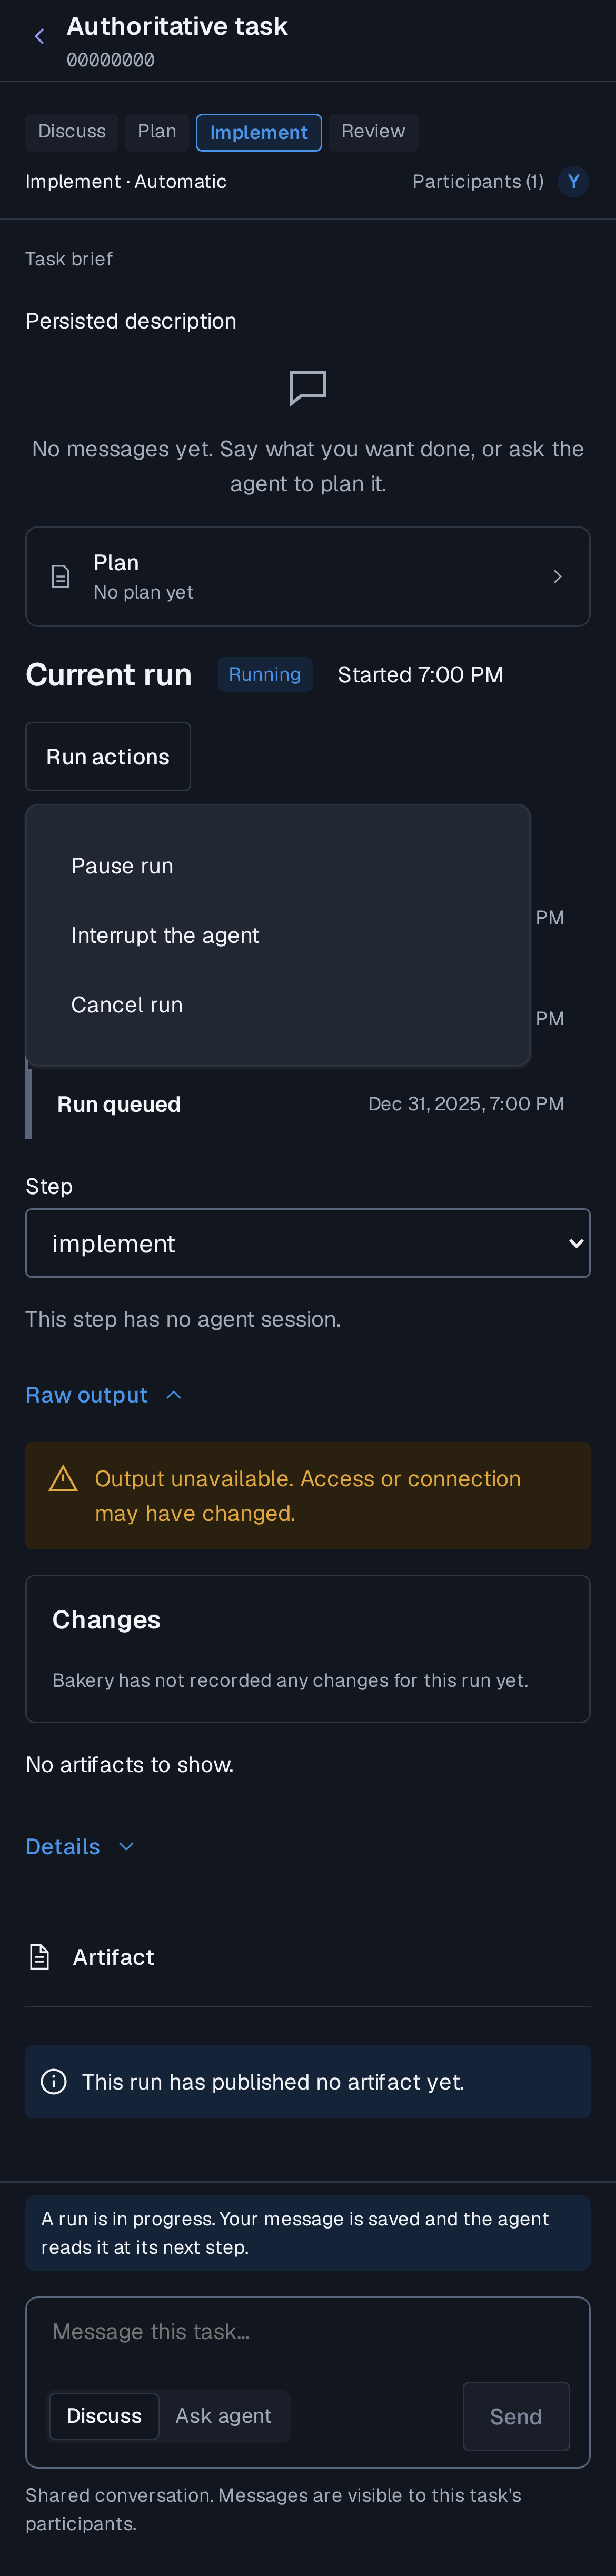 Authoritative task
00000000
Discuss
Plan
Implement
Review
Implement · Automatic
Participants (1)
Y
Task brief
Persisted description
No messages yet. Say what you want done, or ask the
agent to plan it.
Plan
No plan yet
Current run
Running
Started 7:00 PM
Run actions
Pause run
Interrupt the agent
Cancel run
PM
PM
Run queued
Dec 31, 2025, 7:00 PM
Step
implement
This step has no agent session.
Raw output
Output unavailable. Access or connection
may have changed.
Changes
Bakery has not recorded any changes for this run yet.
No artifacts to show.
Details
Artifact
This run has published no artifact yet.
A run is in progress. Your message is saved and the agent
reads it at its next step.
Message this task…
Discuss
Ask agent
Send
Shared conversation. Messages are visible to this task's
participants.